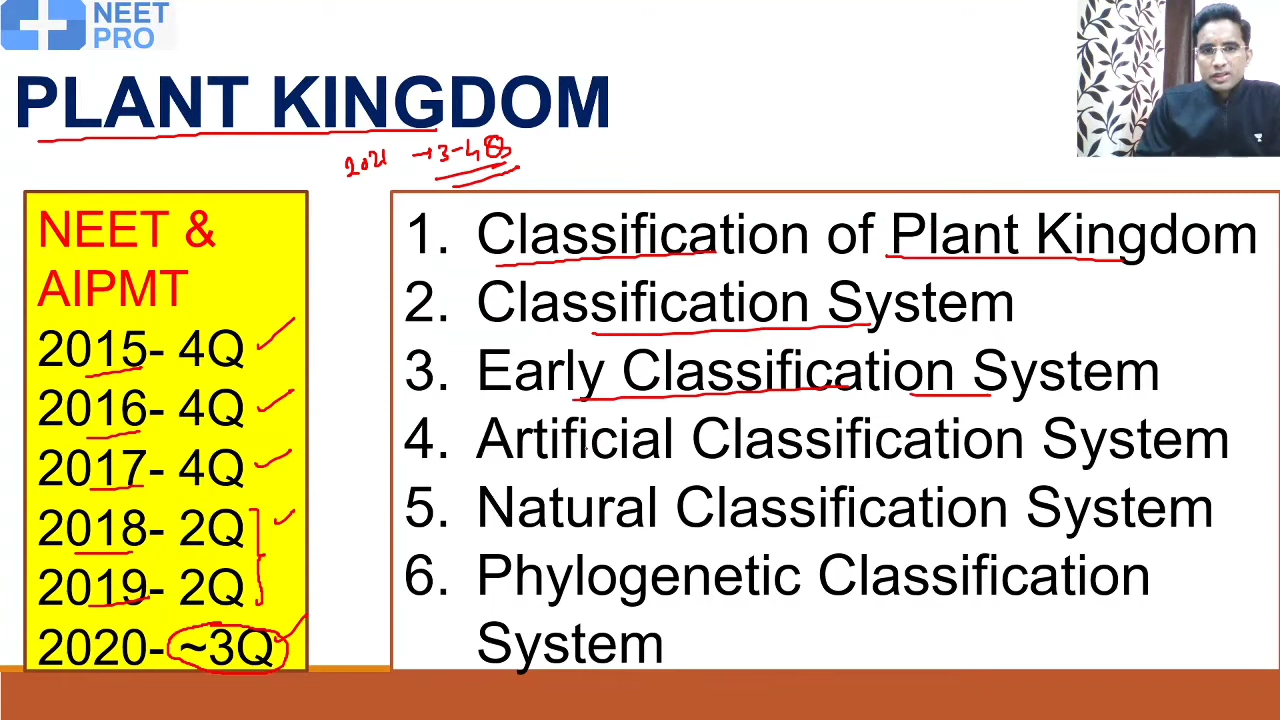 NEET
PRO
PLANT KINGDOM
2021 → 3-4Q
NEET &
AIPMT
2015- 4Q
2016- 4Q
2017- 4Q
2018- 2Q
2019- 2Q
2020- ~3Q
1. Classification of Plant Kingdom
2. Classification System
3. Early Classification System
4. Artificial Classification System
5. Natural Classification System
6. Phylogenetic Classification
System